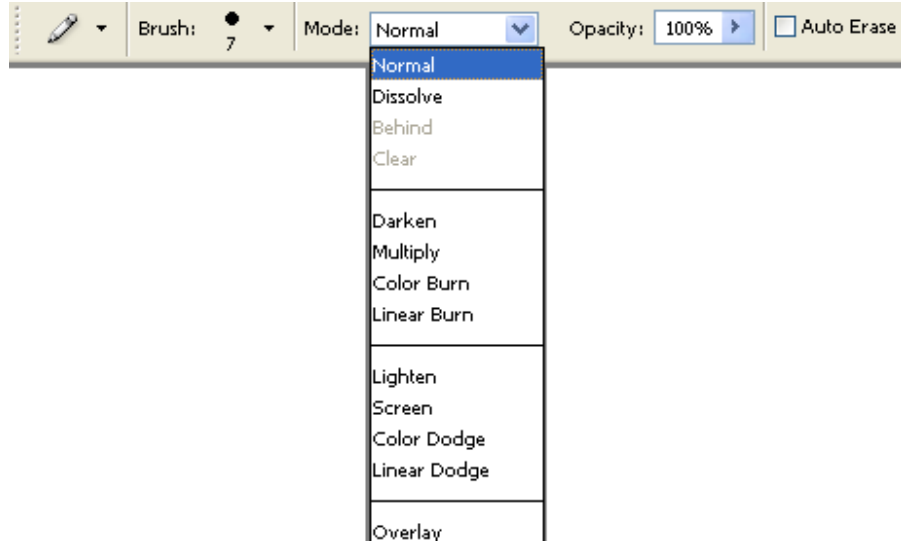 Brush: 7 Mode: Normal Opacity: 100% Auto Erase
Normal
Dissolve
Behind
Clear
Darken
Multiply
Color Burn
Linear Burn
Lighten
Screen
Color Dodge
Linear Dodge
Overlay